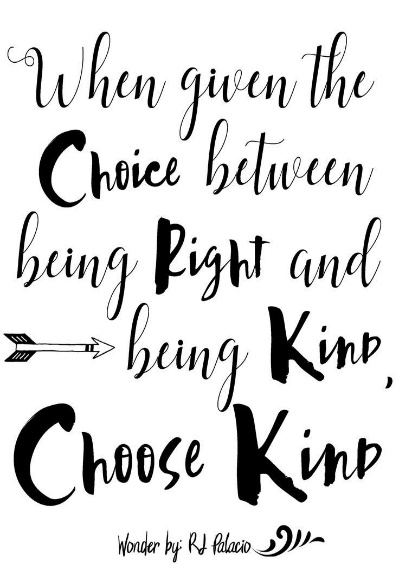 When given the
Choice between
being Right and
being Kind,
Choose Kind
Wonder by: RJ Palacio